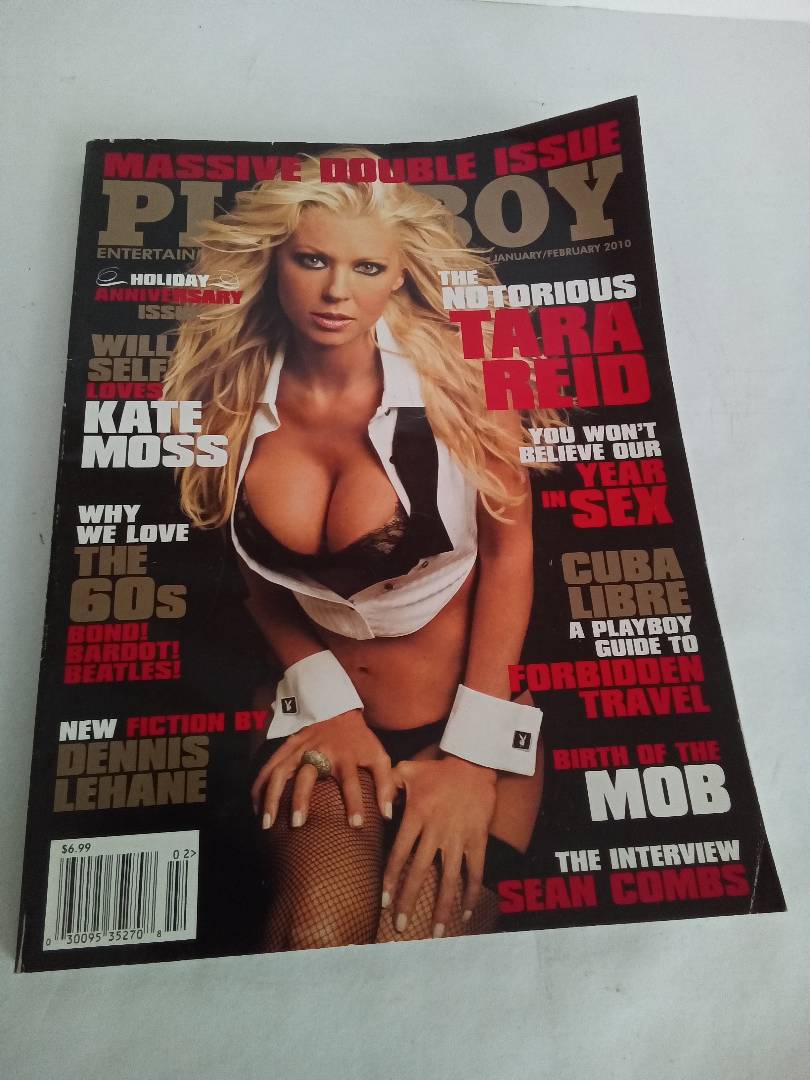 MASSIVE DOUBLE ISSUE
PL BOY
ENTERTAIN
JANUARY/FEBRUARY 2010
HOLIDAY
ANNIVERSARY
ISSUE
WILL
SELF
LOVES
KATE
MOSS
WHY
WE LOVE
THE
60s
BOND!
BARDOT!
BEATLES!
NEW FICTION BY
DENNIS
LEHANE
THE
NOTORIOUS
TARA
REID
YOU WON'T
BELIEVE OUR
YEAR
IN SEX
CUBA
LIBRE
A PLAYBOY
GUIDE TO
FORBIDDEN
TRAVEL
BIRTH OF THE
MOB
THE INTERVIEW
SEAN COMBS
$6.99
02>
0 30095 35270 8